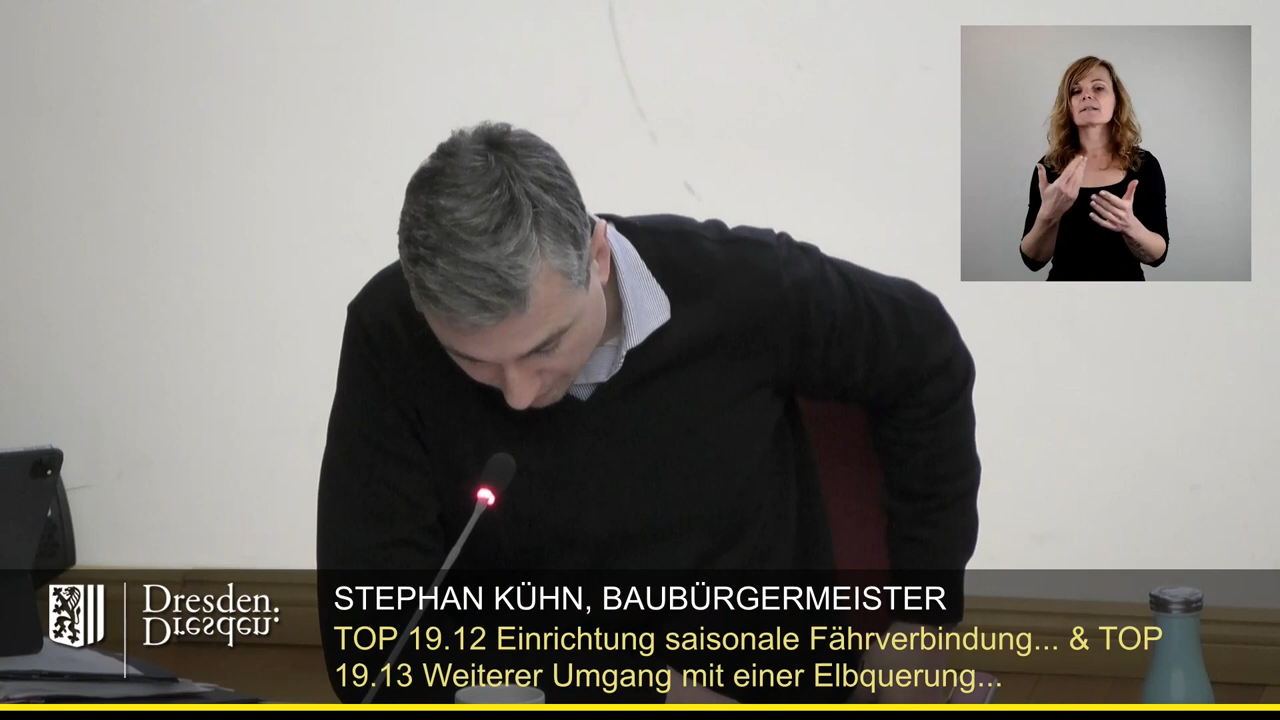 Dresden.
Dresden.
STEPHAN KÜHN, BAUBÜRGERMEISTER
TOP 19.12 Einrichtung saisonale Fährverbindung... & TOP
19.13 Weiterer Umgang mit einer Elbquerung...